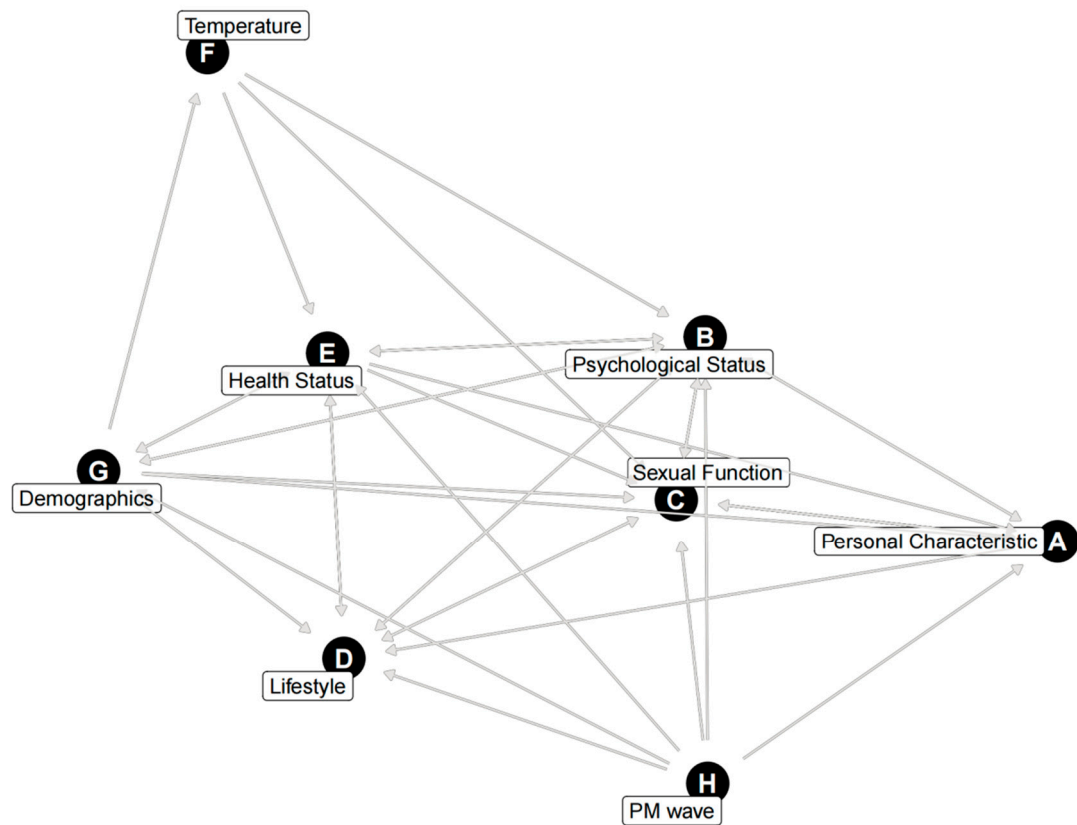 Temperature
F
B
E
Psychological Status
Health Status
G
Sexual Function
Demographics
C
Personal Characteristic
A
D
Lifestyle
H
PM wave